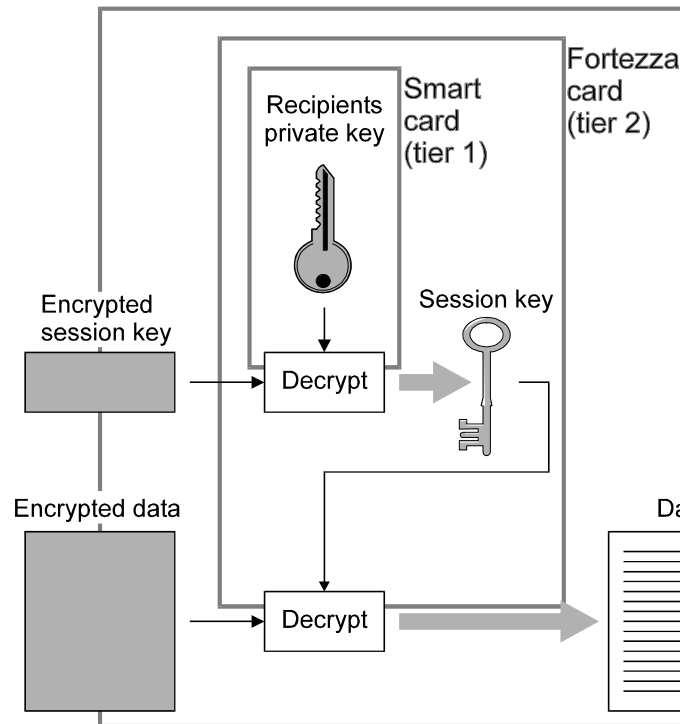 Fortezza
card
(tier 2)
Smart
card
(tier 1)
Recipients
private key
Encrypted
session key
Session key
Decrypt
Encrypted data
Da
Decrypt